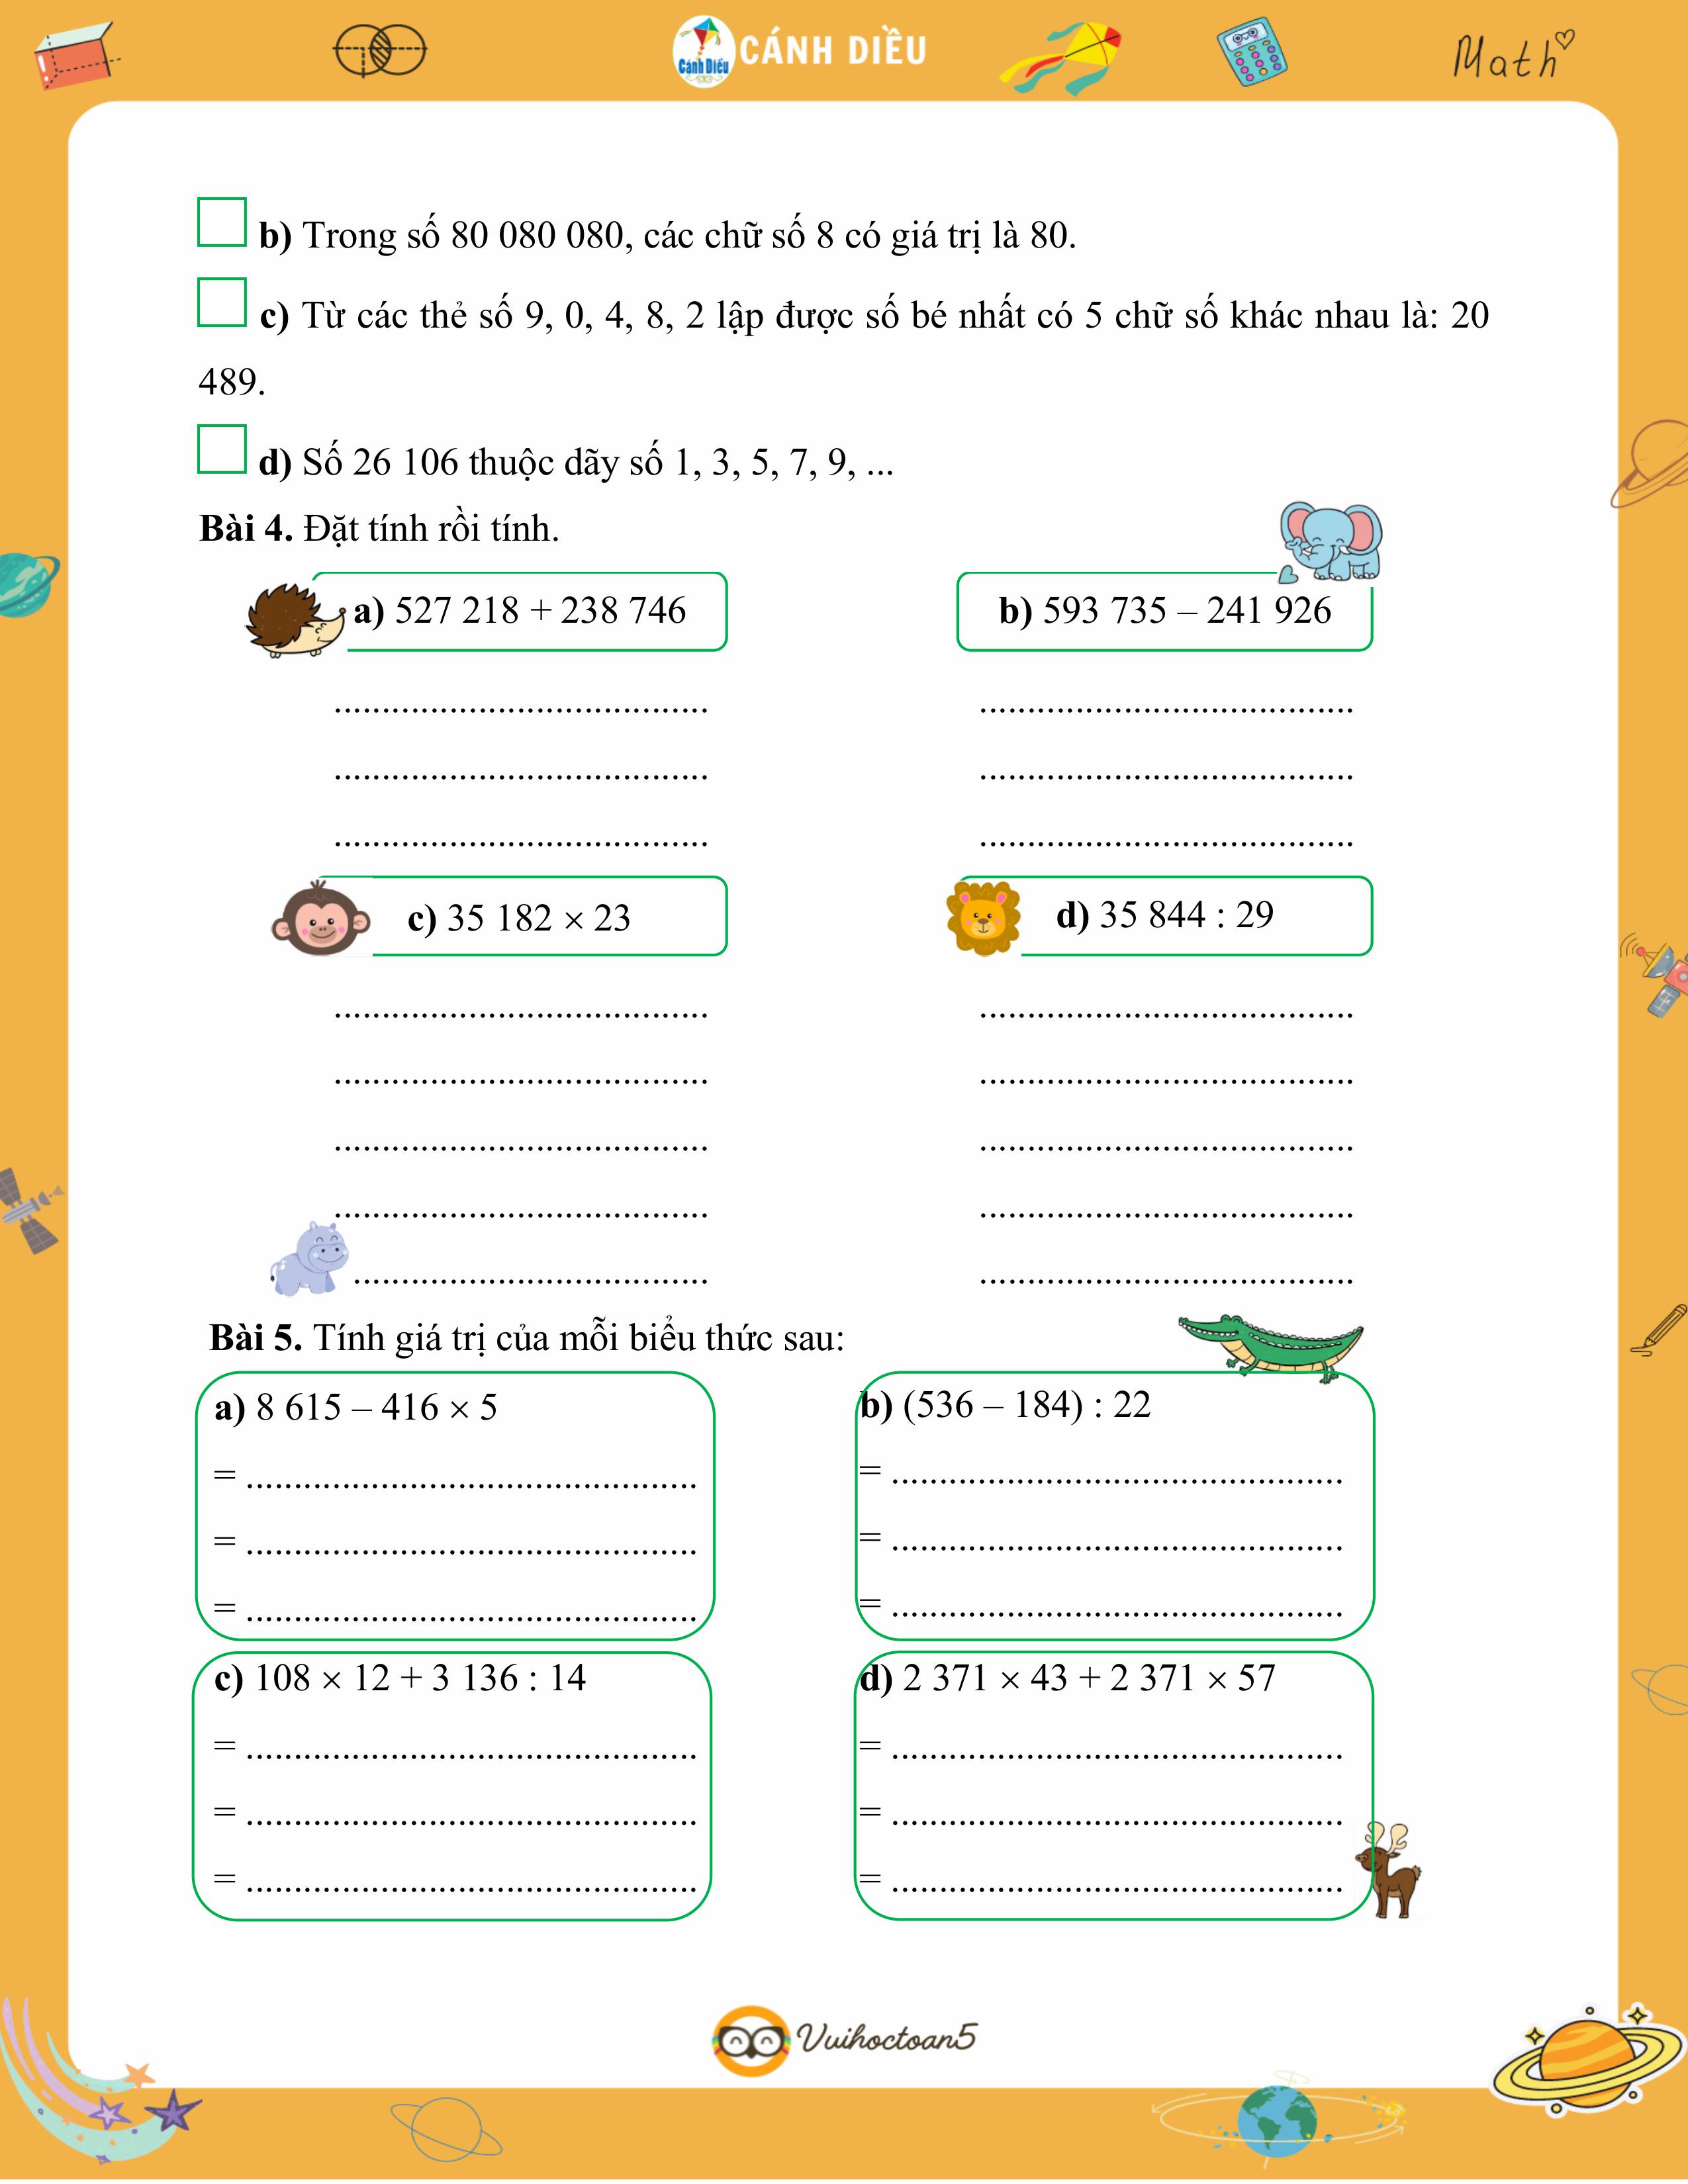 Cánh Diều CÁNH DIỀU
Math
b) Trong số 80 080 080, các chữ số 8 có giá trị là 80.
c) Từ các thẻ số 9, 0, 4, 8, 2 lập được số bé nhất có 5 chữ số khác nhau là: 20
489.
d) Số 26 106 thuộc dãy số 1, 3, 5, 7, 9, ...
Bài 4. Đặt tính rồi tính.
a) 527 218 + 238 746
b) 593 735 – 241 926
.......................................
.......................................
.......................................
.......................................
.......................................
.......................................
c) 35 182 × 23
d) 35 844 : 29
.......................................
.......................................
.......................................
.......................................
.......................................
.......................................
.......................................
.......................................
.....................................
.......................................
Bài 5. Tính giá trị của mỗi biểu thức sau:
a) 8 615 – 416 × 5
= ...............................................
= ...............................................
= ...............................................
b) (536 – 184) : 22
= ...............................................
= ...............................................
= ...............................................
c) 108 × 12 + 3 136 : 14
= ...............................................
= ...............................................
= ...............................................
d) 2 371 × 43 + 2 371 × 57
= ...............................................
= ...............................................
= ...............................................
Vuihoctoan5